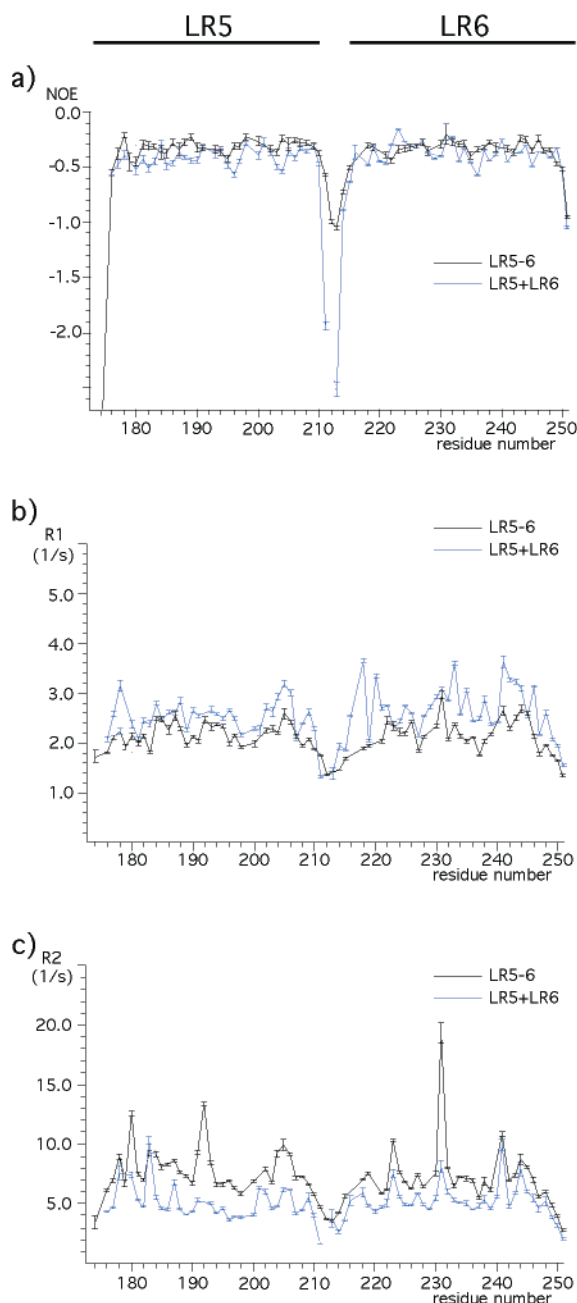 LR5 LR6
a)
NOE
0.0
-0.5
-1.0
-1.5
-2.0
LR5-6
LR5+LR6
180 190 200 210 220 230 240 250
residue number
b)
R1
(1/s)
LR5-6
LR5+LR6
5.0
4.0
3.0
2.0
1.0
180 190 200 210 220 230 240 250
residue number
c)
R2
(1/s)
LR5-6
LR5+LR6
20.0
15.0
10.0
5.0
180 190 200 210 220 230 240 250
residue number